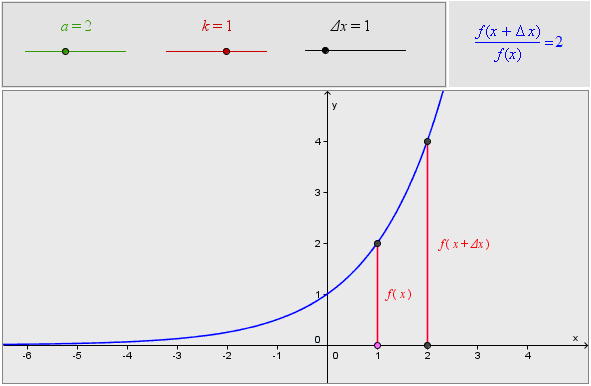 a = 2 k = 1 Δx = 1
f(x + Δ x)
f(x)
=2
y
4
3
2
1
0
f( x + Δx)
f( x )
x
-6 -5 -4 -3 -2 -1 0 1 2 3 4